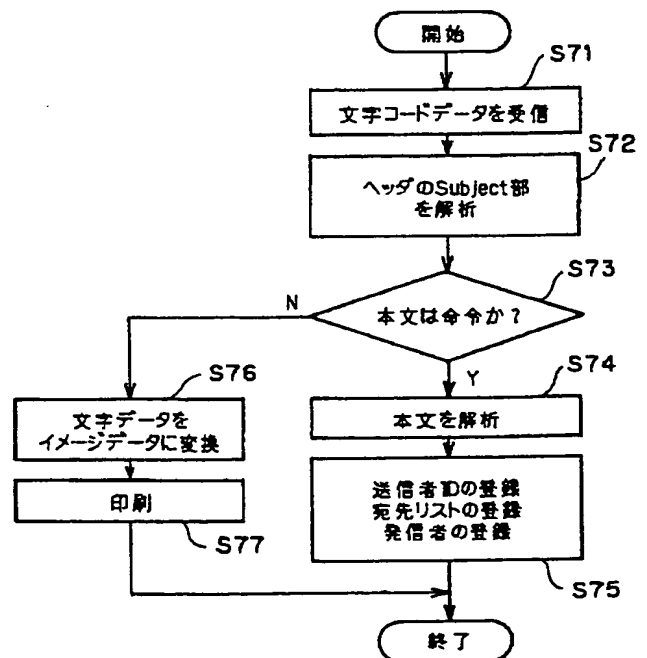 開始
S71
文字コードデータを受信
S72
ヘッダのSubject部
を解析
S73
本文は命令か?
N
Y
S74
本文を解析
S76
文字データを
イメージデータに変換
送信者IDの登録
宛先リストの登録
発信者の登録
印刷
S77
S75
終了